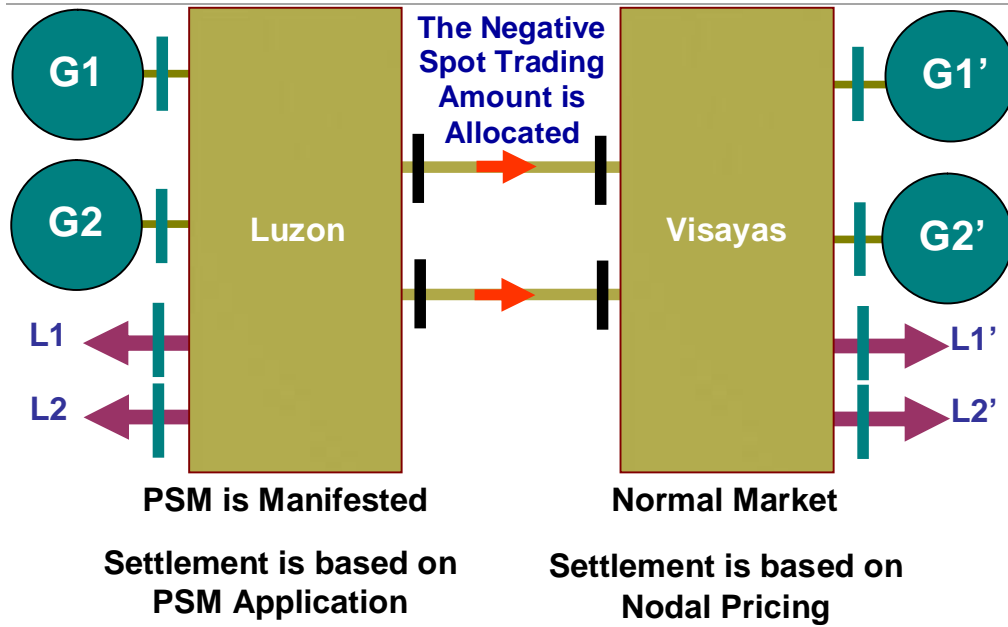 The Negative
Spot Trading
Amount is
Allocated
G1
G1’
G2
Luzon
Visayas
G2’
L1
L1’
L2
L2’
PSM is Manifested
Normal Market
Settlement is based on
PSM Application
Settlement is based on
Nodal Pricing